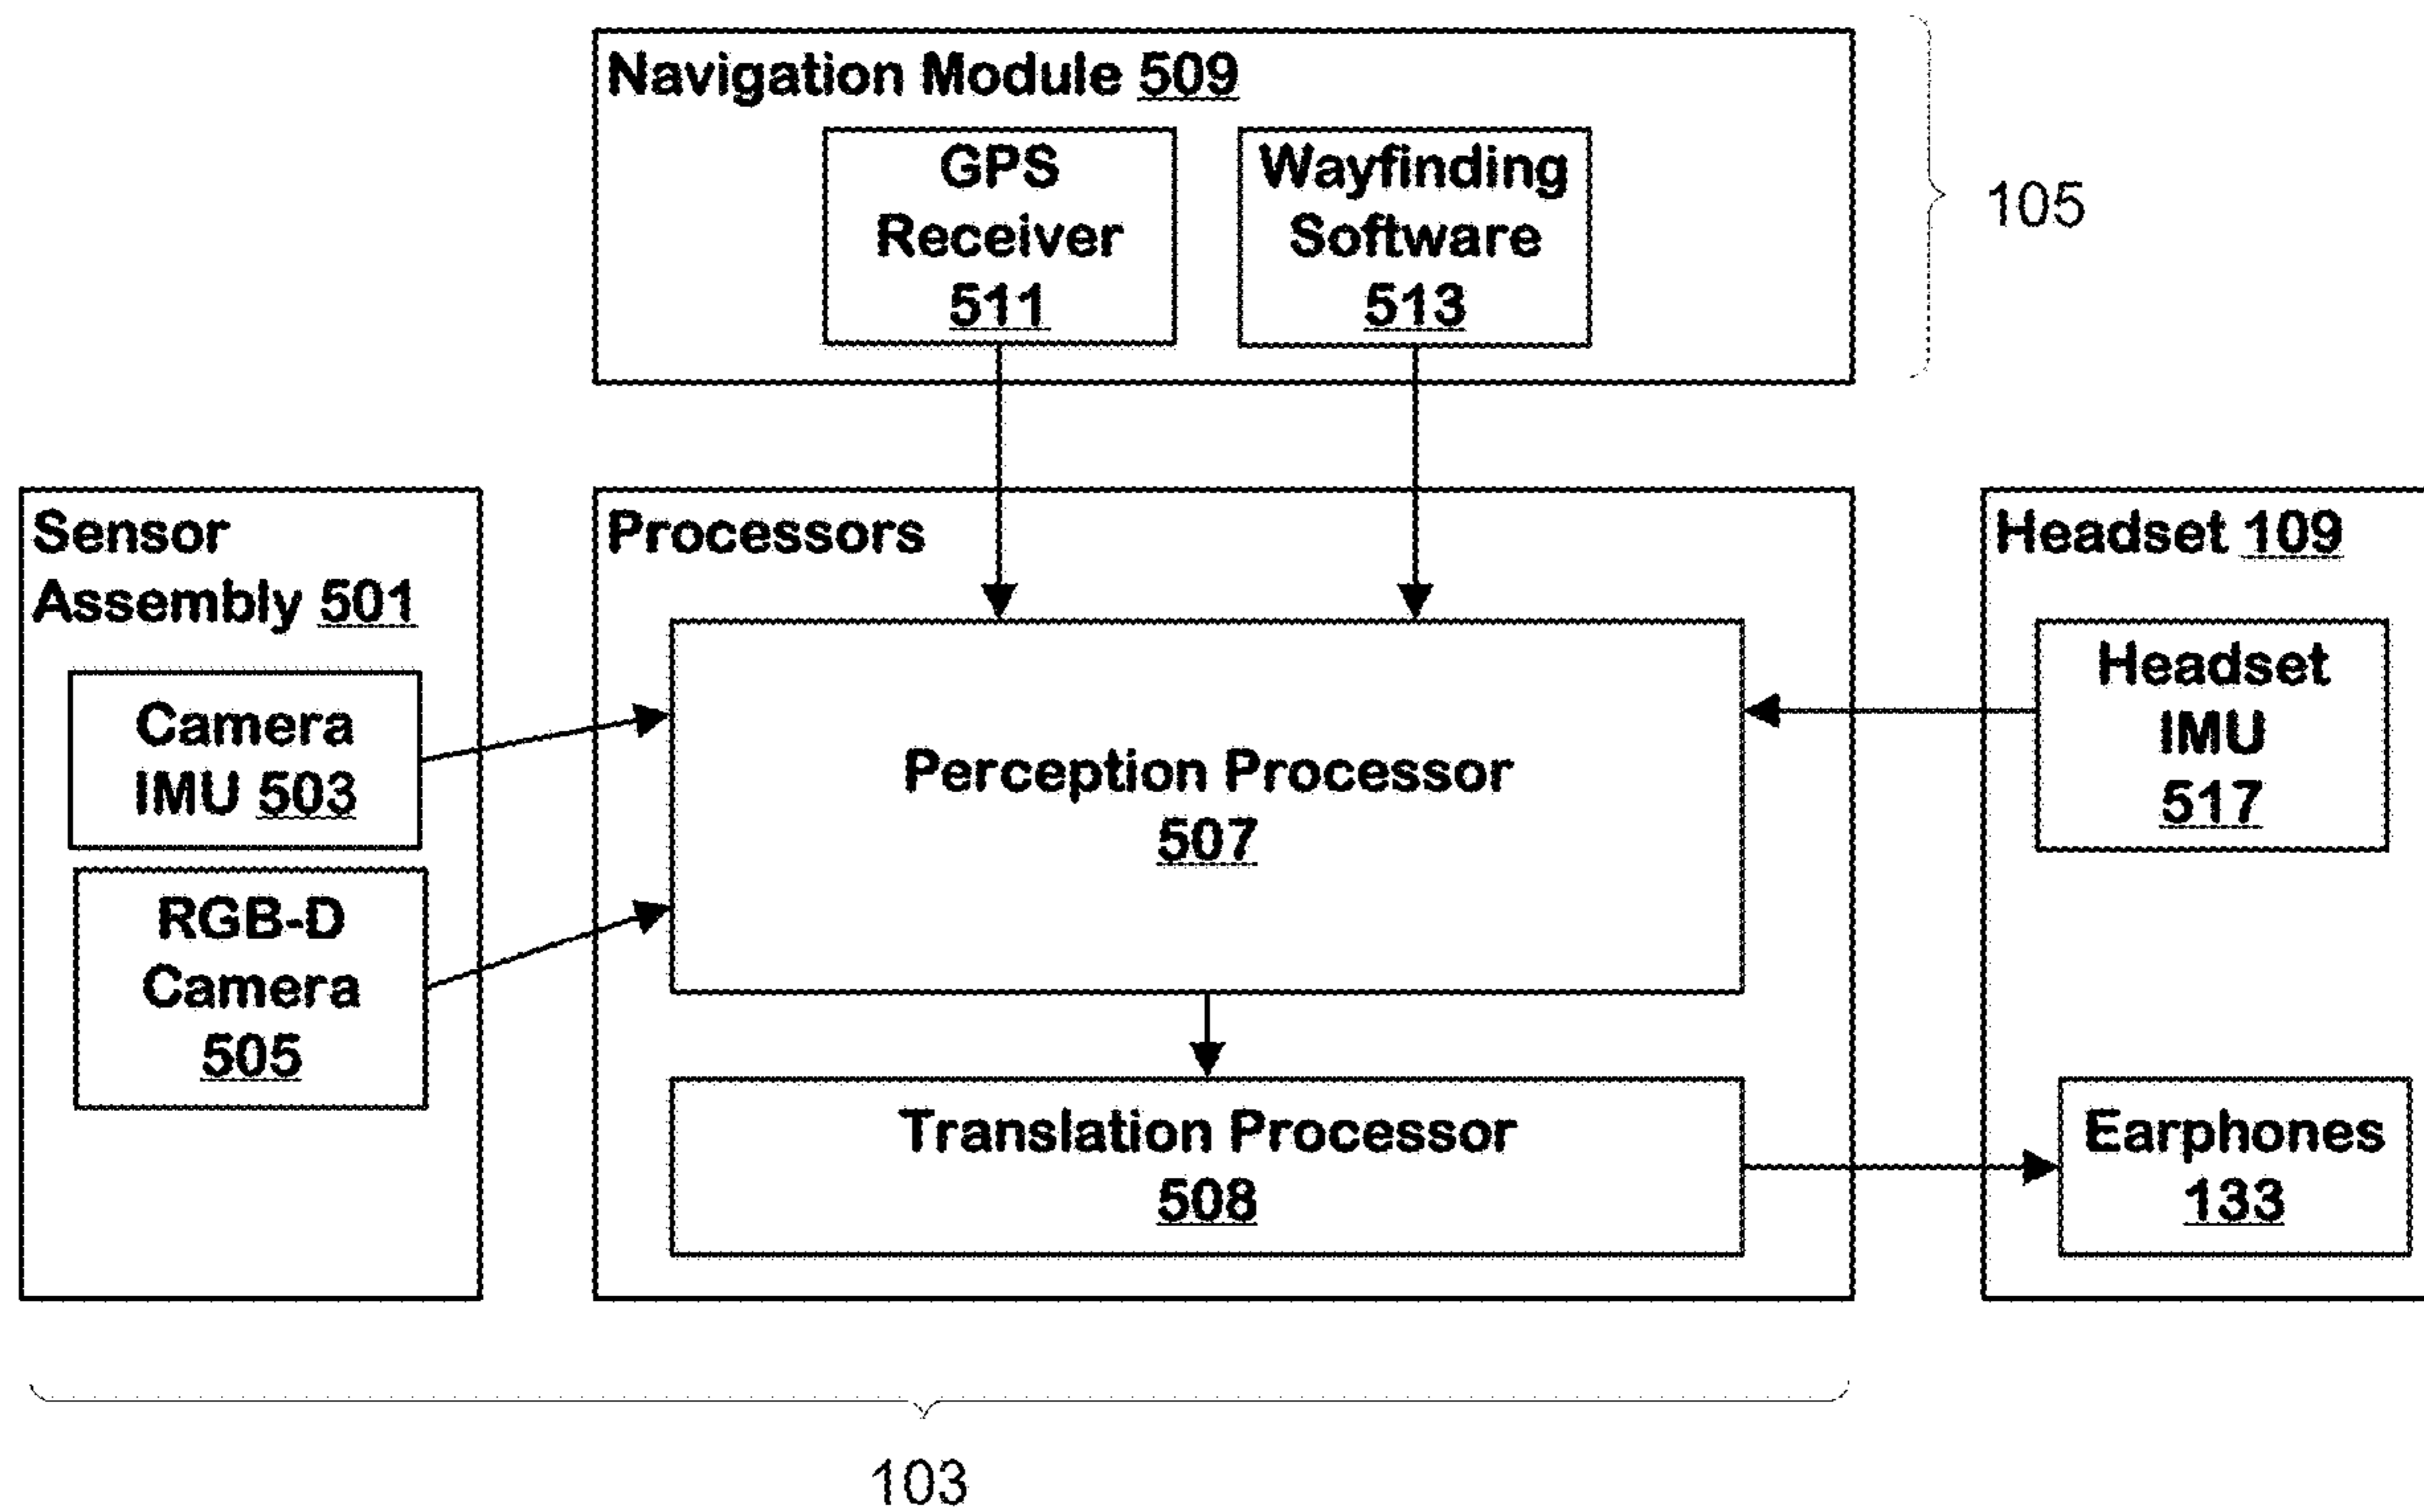 Navigation Module 509
GPS
Receiver
511
Wayfinding
Software
513
105
Sensor
Assembly 501
Camera
IMU 503
RGB-D
Camera
505
Processors
Perception Processor
507
Translation Processor
508
Headset 109
Headset
IMU
517
Earphones
133
103